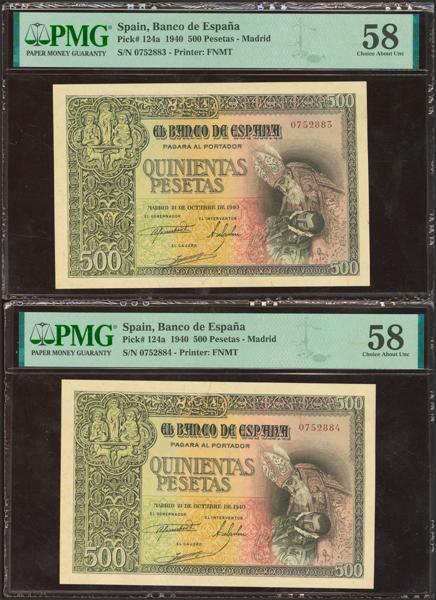 PMG
PAPER MONEY GUARANTY
Spain, Banco de España
Pick# 124a 1940 500 Pesetas - Madrid
S/N 0752883 - Printer: FNMT
58
Choice About Unc
500
EL BANCO DE ESPAÑA
0752883
PAGARÁ AL PORTADOR
QUINIENTAS
PESETAS
MADRID 21 DE OCTUBRE DE 1940
EL GOBERNADOR
EL INTERVENTOR
EL CAJERO
500
500
PMG
PAPER MONEY GUARANTY
Spain, Banco de España
Pick# 124a 1940 500 Pesetas - Madrid
S/N 0752884 - Printer: FNMT
58
Choice About Unc
500
EL BANCO DE ESPAÑA
0752884
PAGARÁ AL PORTADOR
QUINIENTAS
PESETAS
MADRID 21 DE OCTUBRE DE 1940
EL GOBERNADOR
EL INTERVENTOR
EL CAJERO
500
500